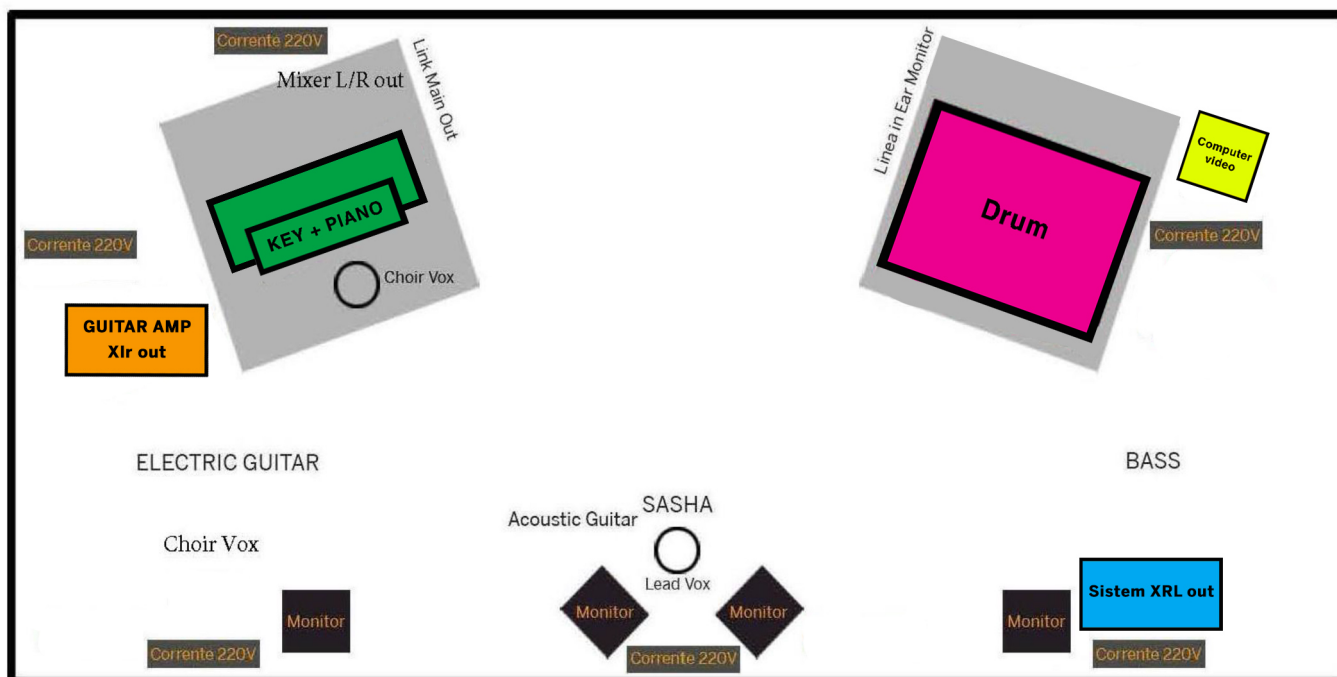 Corrente 220V
Mixer L/R out
Link Main Out
Linea in Ear Monitor
Computer
video
Drum
KEY + PIANO
Corrente 220V
Corrente 220V
Choir Vox
GUITAR AMP
Xlr out
ELECTRIC GUITAR
BASS
SASHA
Acoustic Guitar
Choir Vox
Lead Vox
Monitor
Monitor
Monitor
Monitor
Sistem XRL out
Corrente 220V
Corrente 220V
Corrente 220V